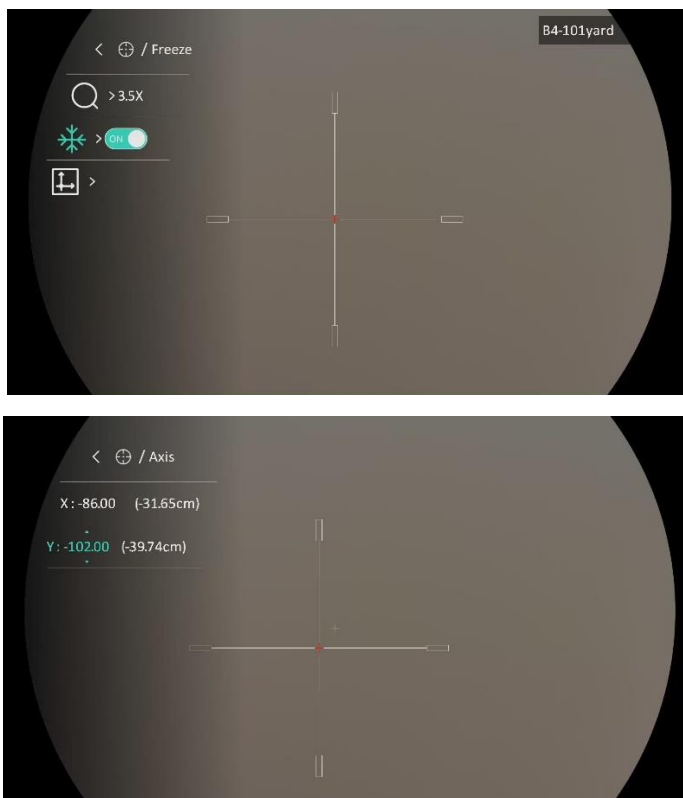 B4-101yard
< / Freeze
> 3.5X
> ON
>
< / Axis
X : -86.00 (-31.65cm)
Y : -102.00 (-39.74cm)